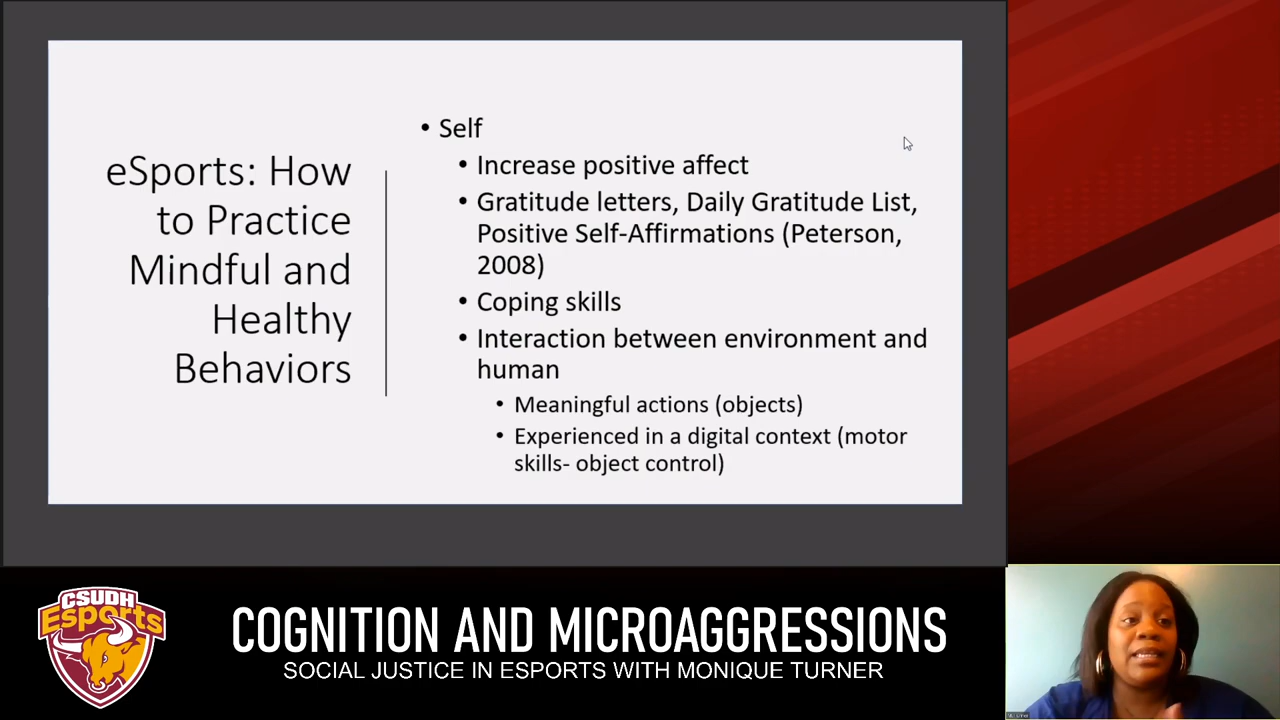 eSports: How
to Practice
Mindful and
Healthy
Behaviors
• Self
• Increase positive affect
• Gratitude letters, Daily Gratitude List,
Positive Self-Affirmations (Peterson,
2008)
• Coping skills
• Interaction between environment and
human
• Meaningful actions (objects)
• Experienced in a digital context (motor
skills- object control)
CSUDH
Esports
COGNITION AND MICROAGGRESSIONS
SOCIAL JUSTICE IN ESPORTS WITH MONIQUE TURNER